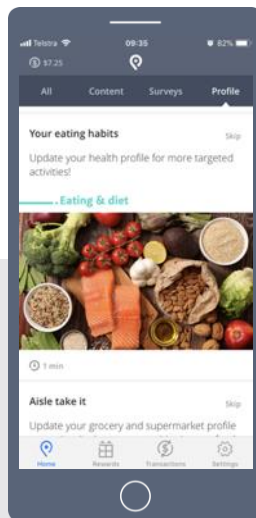 Telstra 09:35 82%
$7.25
All Content Surveys Profile
Your eating habits Skip
Update your health profile for more targeted
activities!
Eating & diet
1 min
Aisle take it Skip
Update your grocery and supermarket profile
Home Rewards Transactions Settings